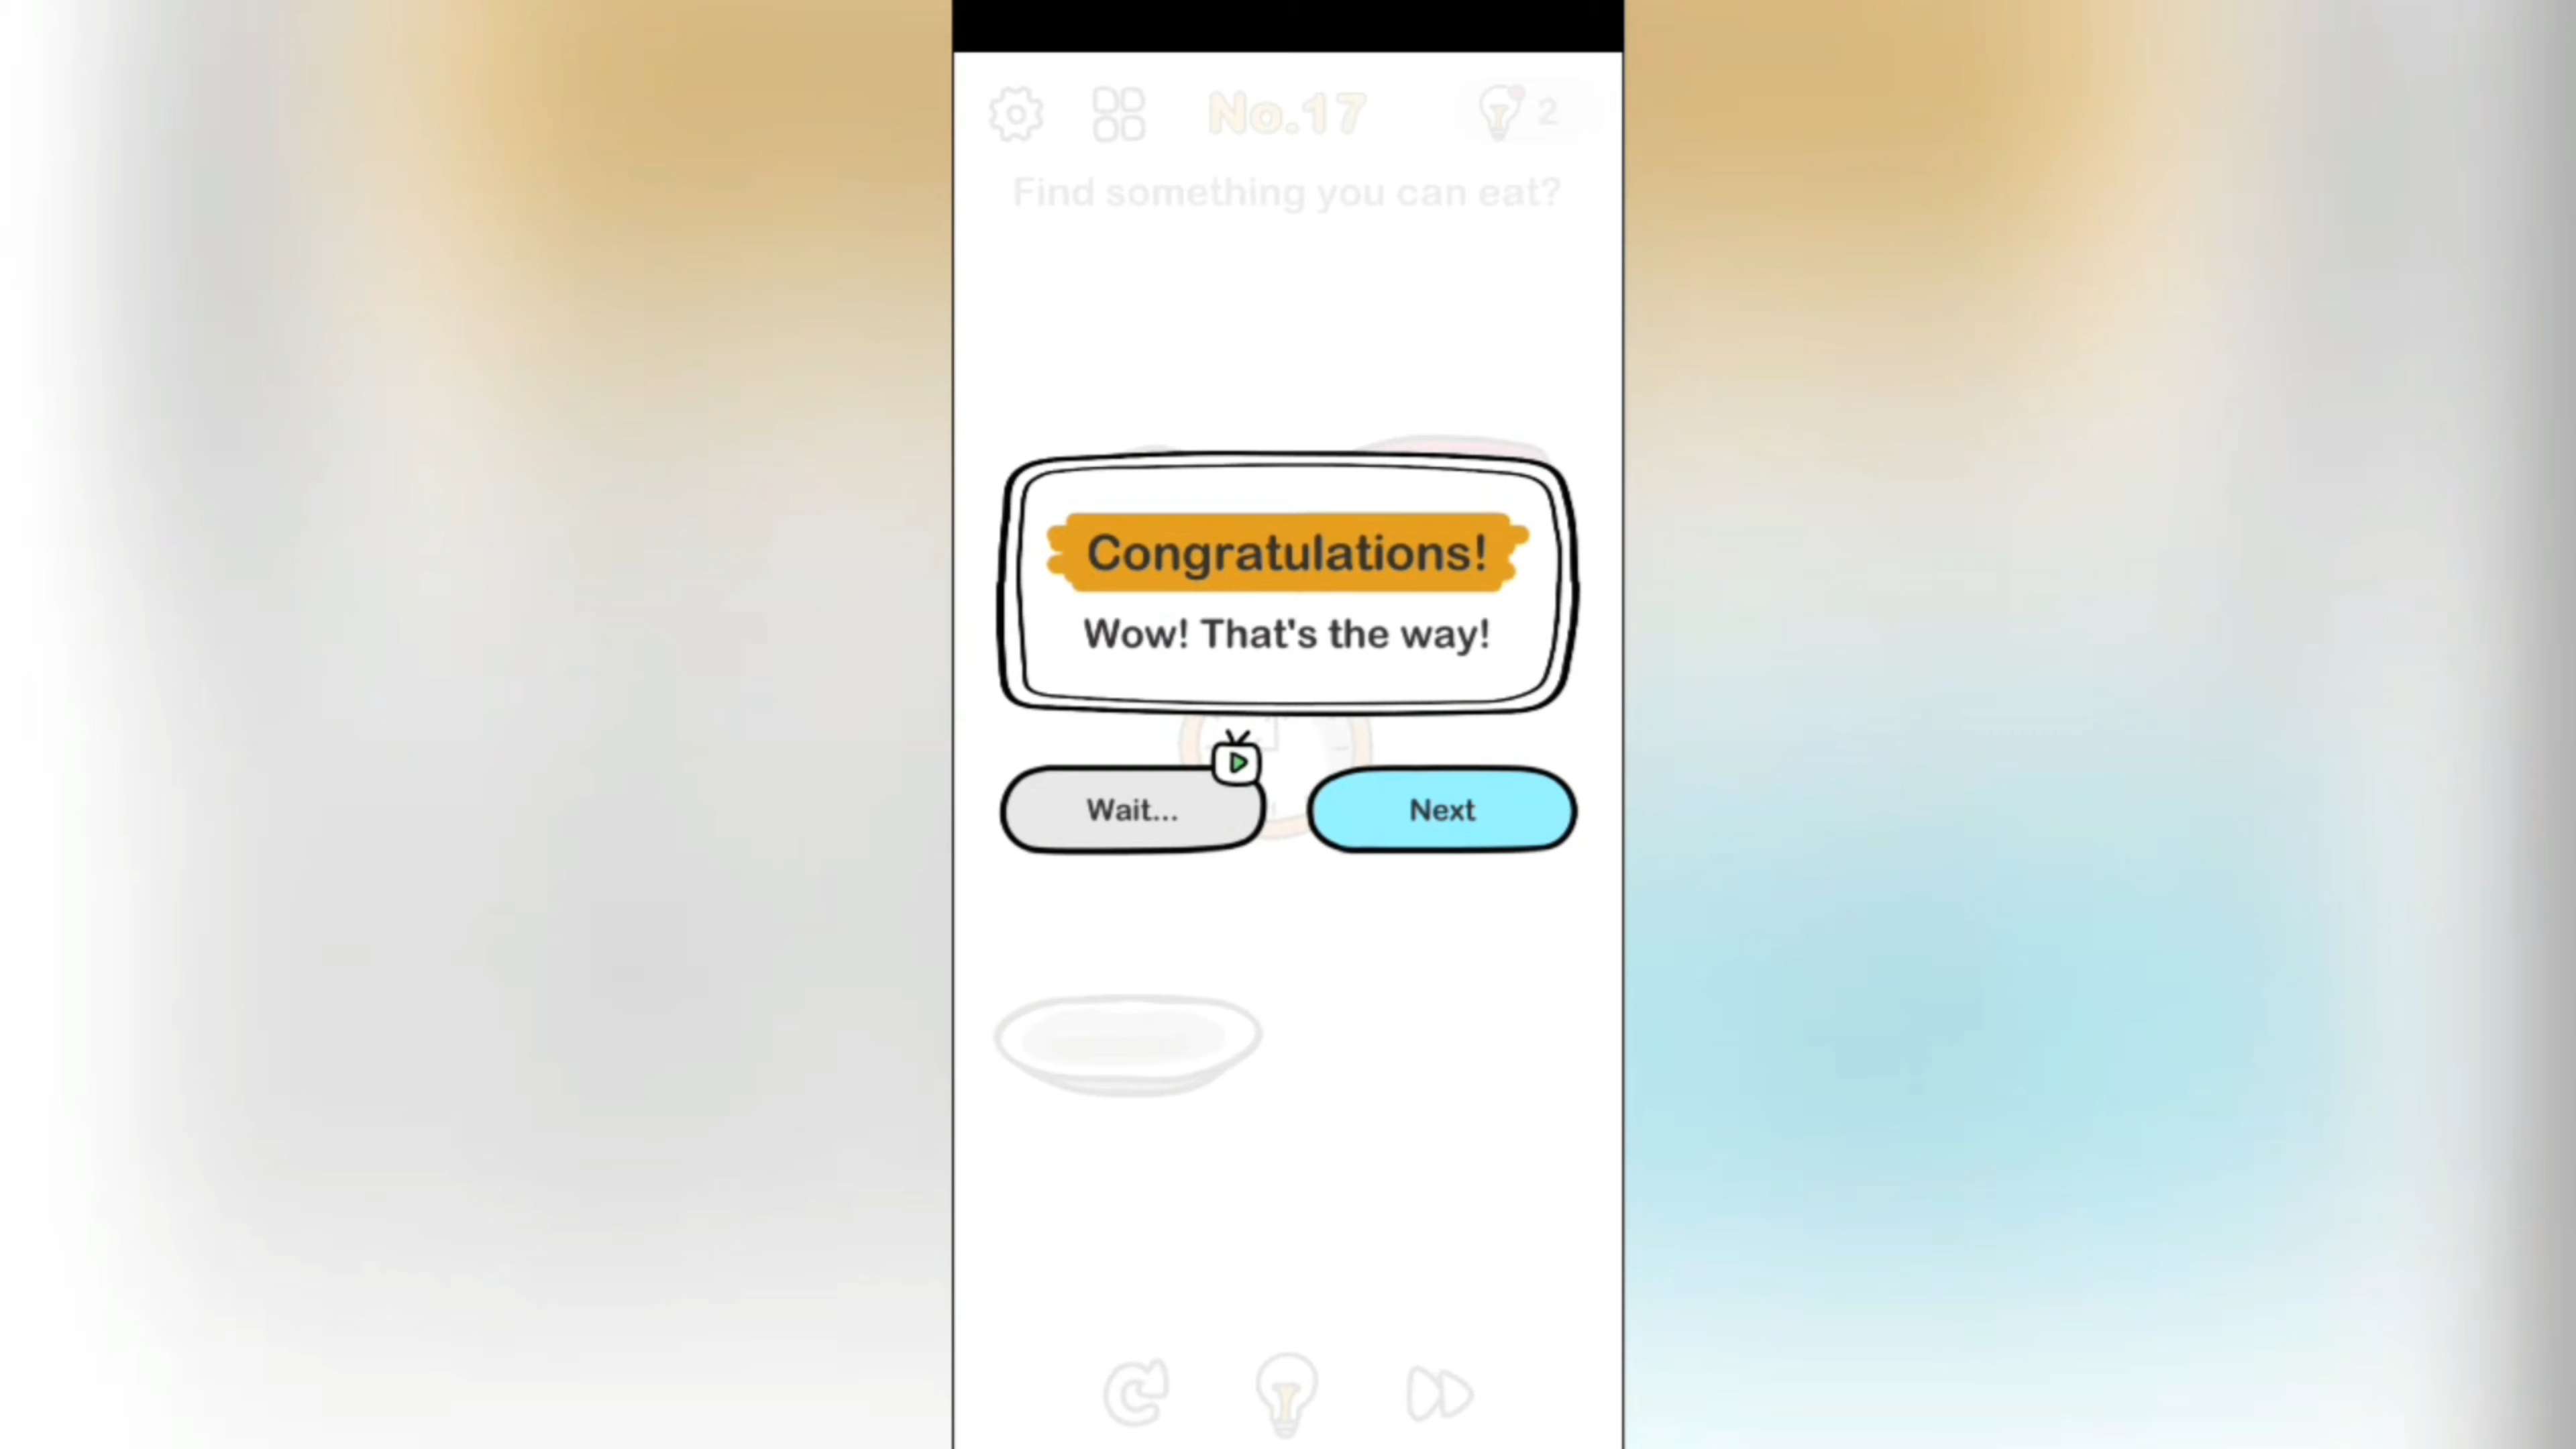 No.17
2
Find something you can eat?
Congratulations!
Wow! That's the way!
Wait...
Next